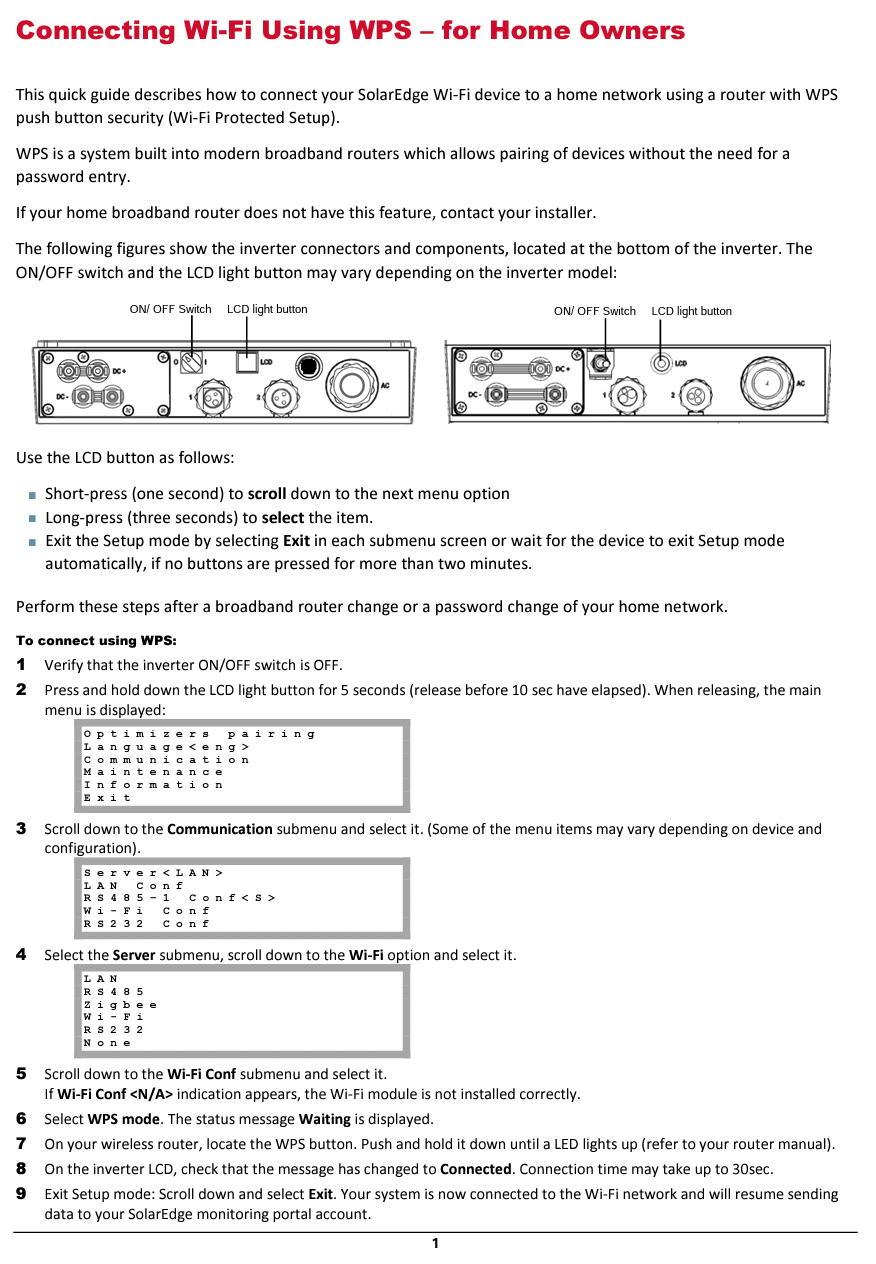 Connecting Wi-Fi Using WPS – for Home Owners
This quick guide describes how to connect your SolarEdge Wi-Fi device to a home network using a router with WPS
push button security (Wi-Fi Protected Setup).
WPS is a system built into modern broadband routers which allows pairing of devices without the need for a
password entry.
If your home broadband router does not have this feature, contact your installer.
The following figures show the inverter connectors and components, located at the bottom of the inverter. The
ON/OFF switch and the LCD light button may vary depending on the inverter model:
ON/ OFF Switch LCD light button
O I LCD
DC +
DC -
1
2
AC
ON/ OFF Switch LCD light button
LCD
DC +
DC -
1
2
AC
Use the LCD button as follows:
■ Short-press (one second) to scroll down to the next menu option
■ Long-press (three seconds) to select the item.
■ Exit the Setup mode by selecting Exit in each submenu screen or wait for the device to exit Setup mode
automatically, if no buttons are pressed for more than two minutes.
Perform these steps after a broadband router change or a password change of your home network.
To connect using WPS:
1 Verify that the inverter ON/OFF switch is OFF.
2 Press and hold down the LCD light button for 5 seconds (release before 10 sec have elapsed). When releasing, the main
menu is displayed:
Optimizers pairing
Language<eng>
Communication
Maintenance
Information
Exit
3 Scroll down to the Communication submenu and select it. (Some of the menu items may vary depending on device and
configuration).
Server<LAN>
LAN Conf
RS485-1 Conf<S>
Wi-Fi Conf
RS232 Conf
4 Select the Server submenu, scroll down to the Wi-Fi option and select it.
LAN
RS485
Zigbee
Wi-Fi
RS232
None
5 Scroll down to the Wi-Fi Conf submenu and select it.
If Wi-Fi Conf <N/A> indication appears, the Wi-Fi module is not installed correctly.
6 Select WPS mode. The status message Waiting is displayed.
7 On your wireless router, locate the WPS button. Push and hold it down until a LED lights up (refer to your router manual).
8 On the inverter LCD, check that the message has changed to Connected. Connection time may take up to 30sec.
9 Exit Setup mode: Scroll down and select Exit. Your system is now connected to the Wi-Fi network and will resume sending
data to your SolarEdge monitoring portal account.
1